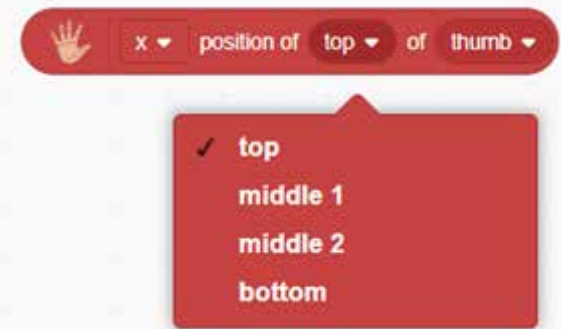 x position of top of thumb
top
middle 1
middle 2
bottom